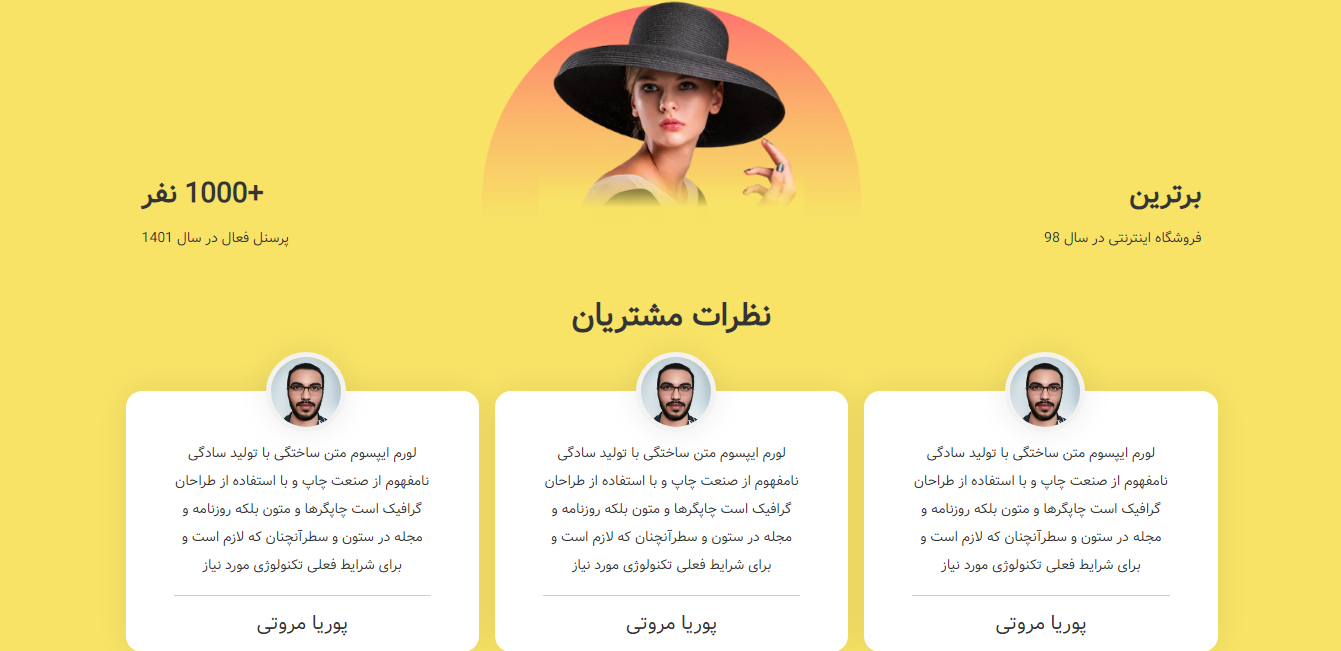 برترین
فروشگاه اینترنتی در سال 98
+1000 نفر
پرسنل فعال در سال 1401
نظرات مشتریان
لورم ایپسوم متن ساختگی با تولید سادگی
نامفهوم از صنعت چاپ و با استفاده از طراحان
گرافیک است چاپگرها و متون بلکه روزنامه و
مجله در ستون و سطرآنچنان که لازم است و
برای شرایط فعلی تکنولوژی مورد نیاز
پوریا مروتی
لورم ایپسوم متن ساختگی با تولید سادگی
نامفهوم از صنعت چاپ و با استفاده از طراحان
گرافیک است چاپگرها و متون بلکه روزنامه و
مجله در ستون و سطرآنچنان که لازم است و
برای شرایط فعلی تکنولوژی مورد نیاز
پوریا مروتی
لورم ایپسوم متن ساختگی با تولید سادگی
نامفهوم از صنعت چاپ و با استفاده از طراحان
گرافیک است چاپگرها و متون بلکه روزنامه و
مجله در ستون و سطرآنچنان که لازم است و
برای شرایط فعلی تکنولوژی مورد نیاز
پوریا مروتی